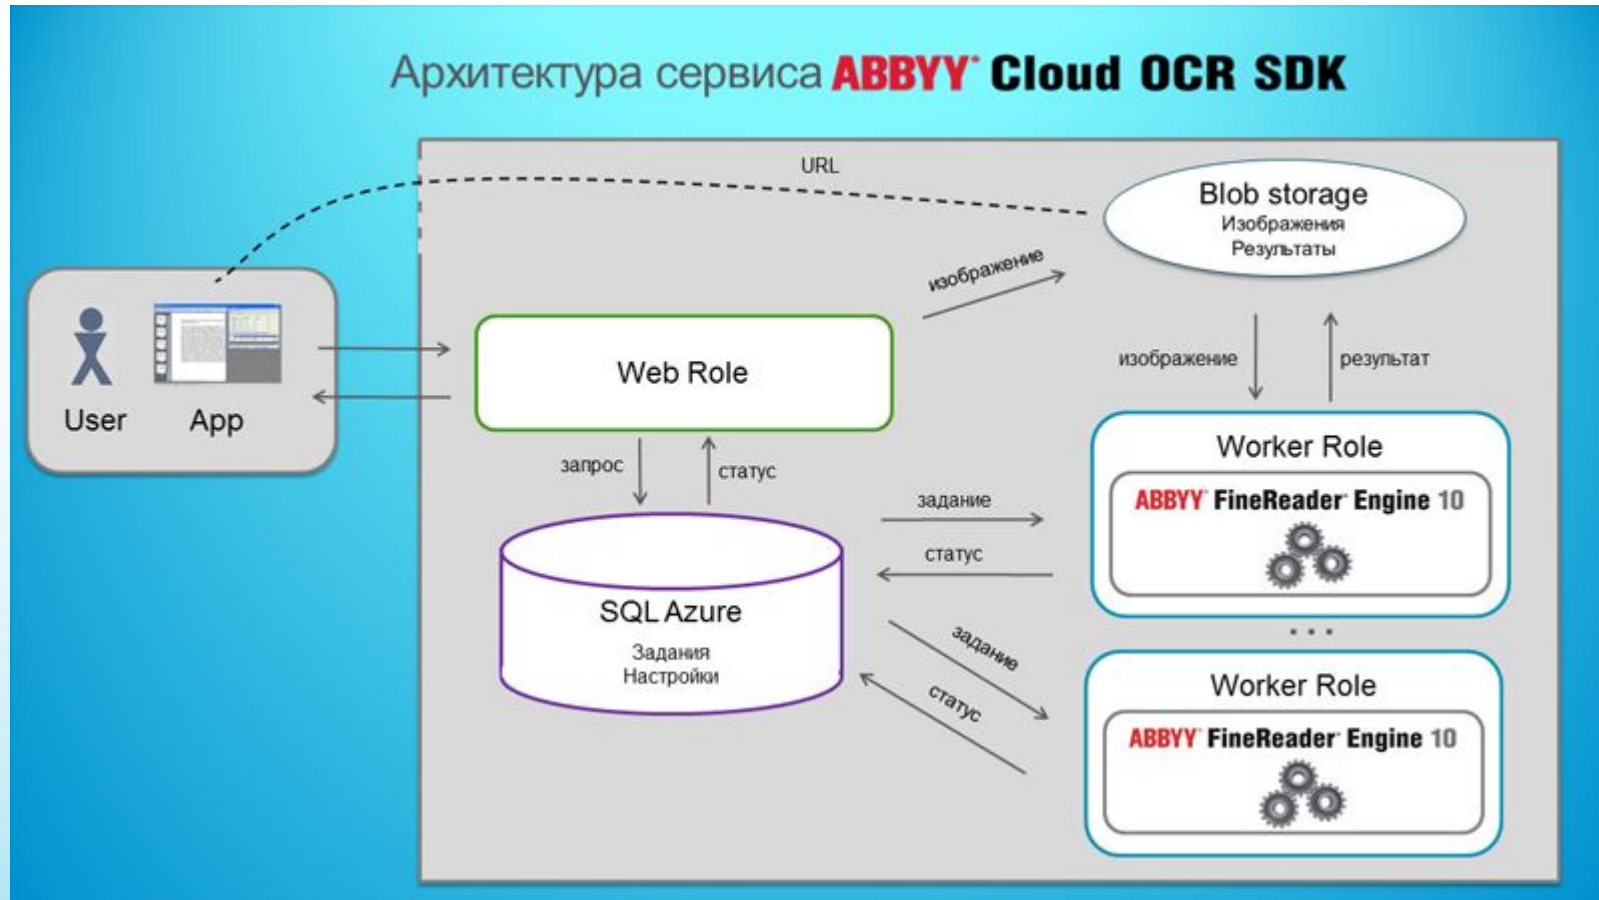 Архитектура сервиса ABBYY® Cloud OCR SDK
URL
Blob storage
Изображения
Результаты
изображение
User
App
Web Role
изображение
результат
запрос
статус
Worker Role
ABBYY® FineReader® Engine 10
задание
статус
SQL Azure
Задания
Настройки
задание
статус
...
Worker Role
ABBYY® FineReader® Engine 10